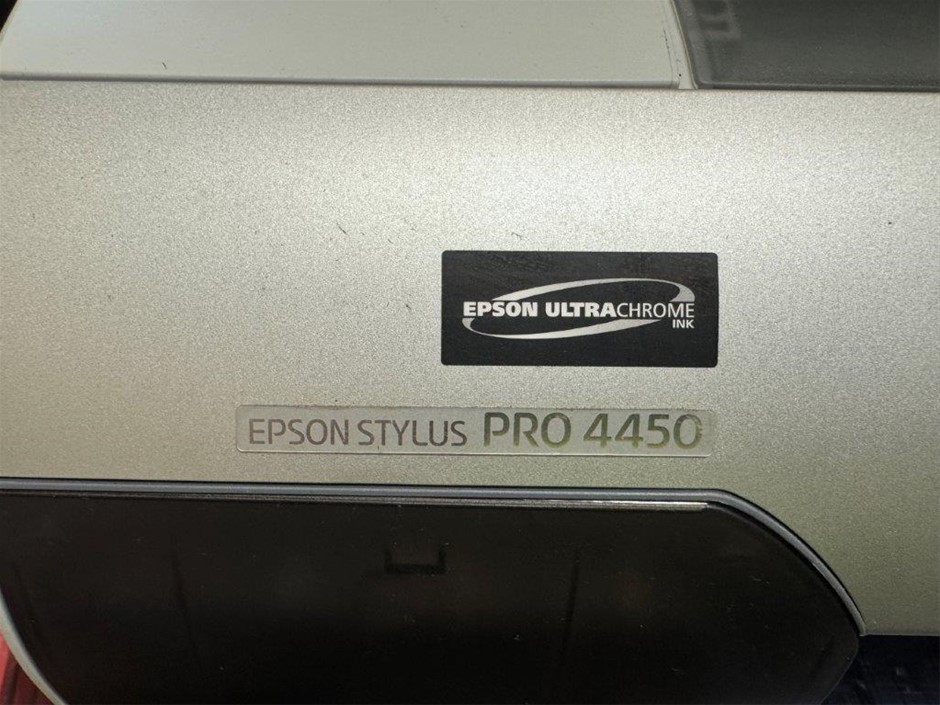 EPSON ULTRACHROME
INK
EPSON STYLUS PRO 4450